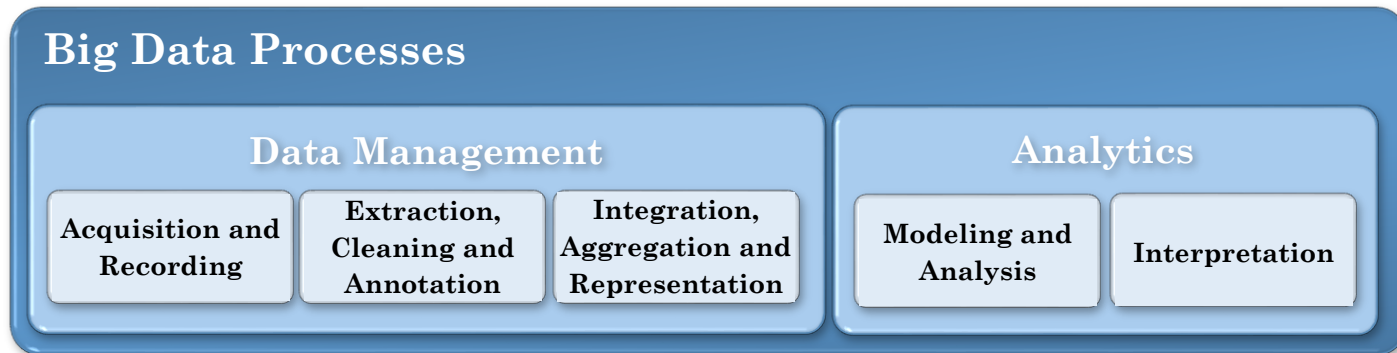 Big Data Processes
Data Management
Acquisition and
Recording
Extraction,
Cleaning and
Annotation
Integration,
Aggregation and
Representation
Analytics
Modeling and
Analysis
Interpretation